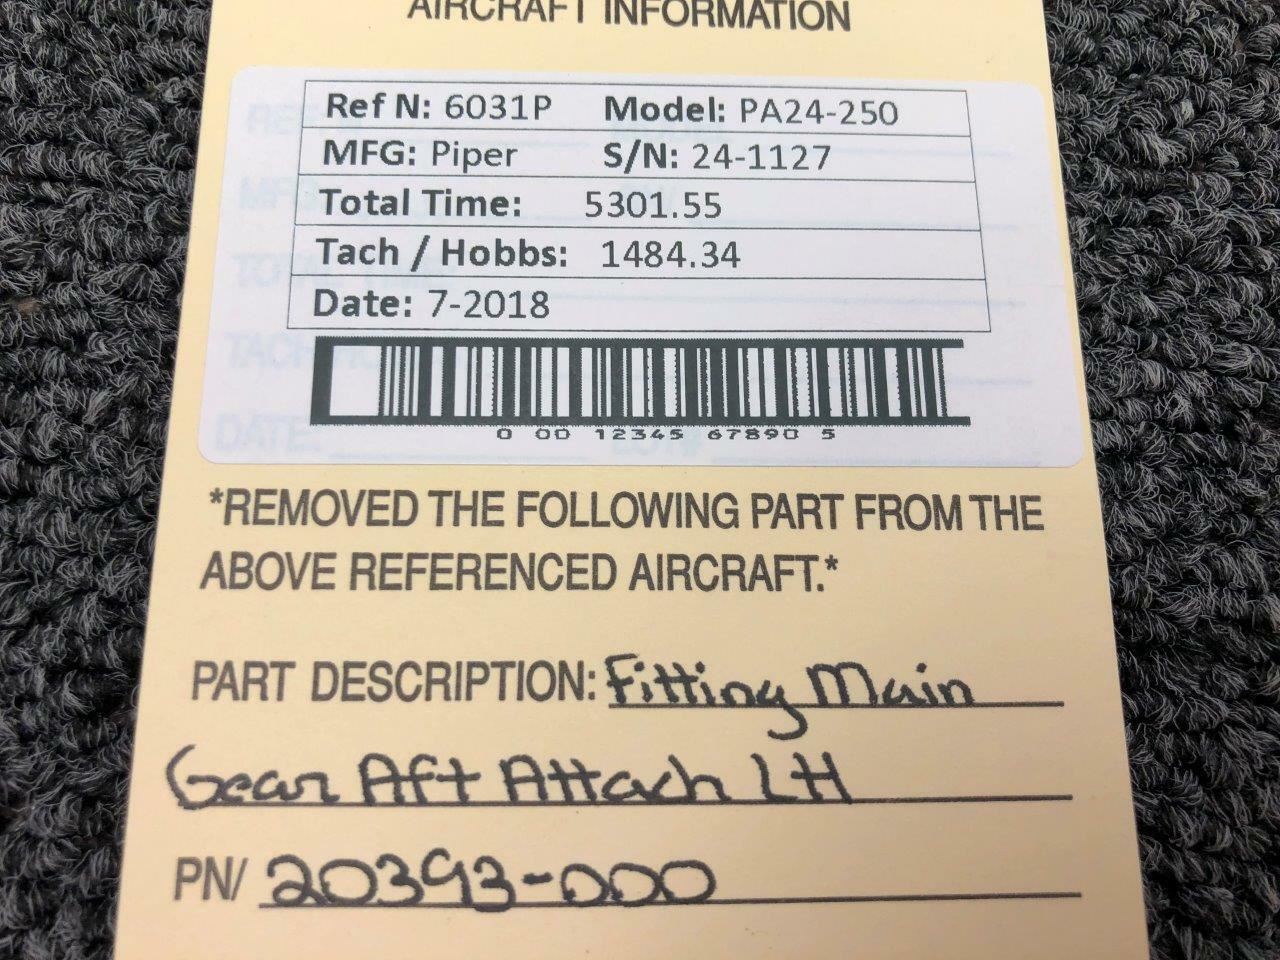 AIRCRAFT INFORMATION
Ref N: 6031P Model: PA24-250
MFG: Piper S/N: 24-1127
Total Time: 5301.55
Tach / Hobbs: 1484.34
Date: 7-2018
0 00 12345 67890 5
*REMOVED THE FOLLOWING PART FROM THE
ABOVE REFERENCED AIRCRAFT.*
PART DESCRIPTION: Fitting Main
Gear Aft Attach LH
PN/ 20393-000